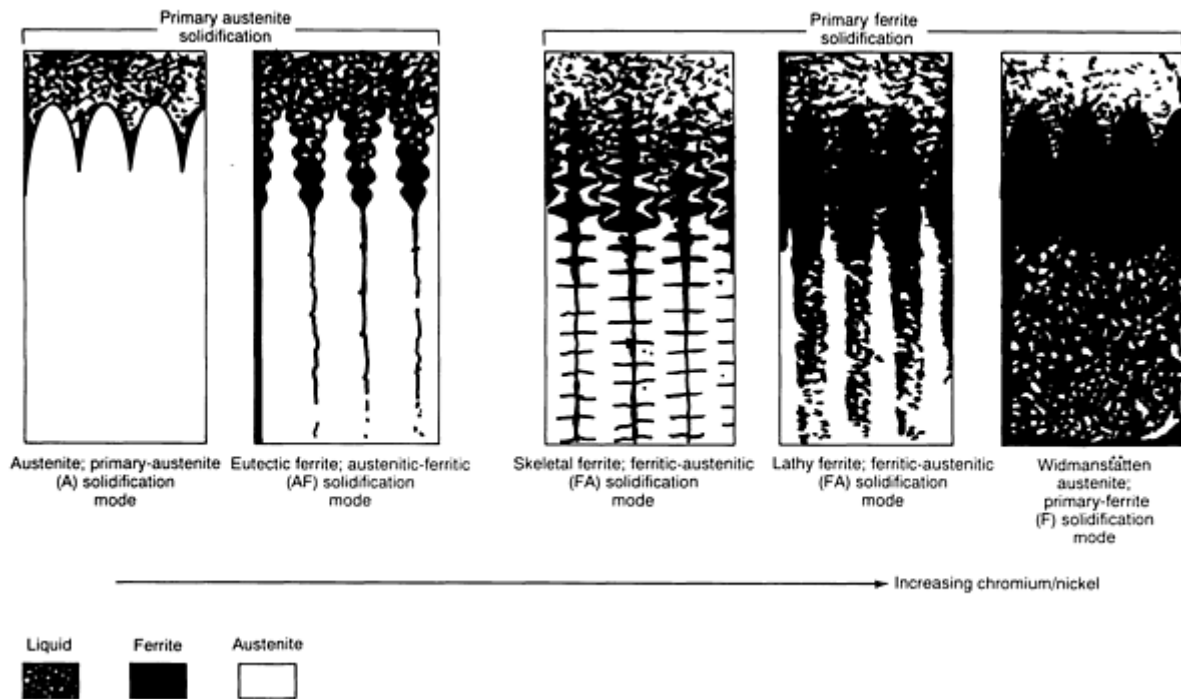 Primary austenite
solidification
Primary ferrite
solidification
Austenite; primary-austenite
(A) solidification
mode
Eutectic ferrite; austenitic-ferritic
(AF) solidification
mode
Skeletal ferrite; ferritic-austenitic
(FA) solidification
mode
Lathy ferrite; ferritic-austenitic
(FA) solidification
mode
Widmanstätten
austenite;
primary-ferrite
(F) solidification
mode
Increasing chromium/nickel
Liquid
Ferrite
Austenite